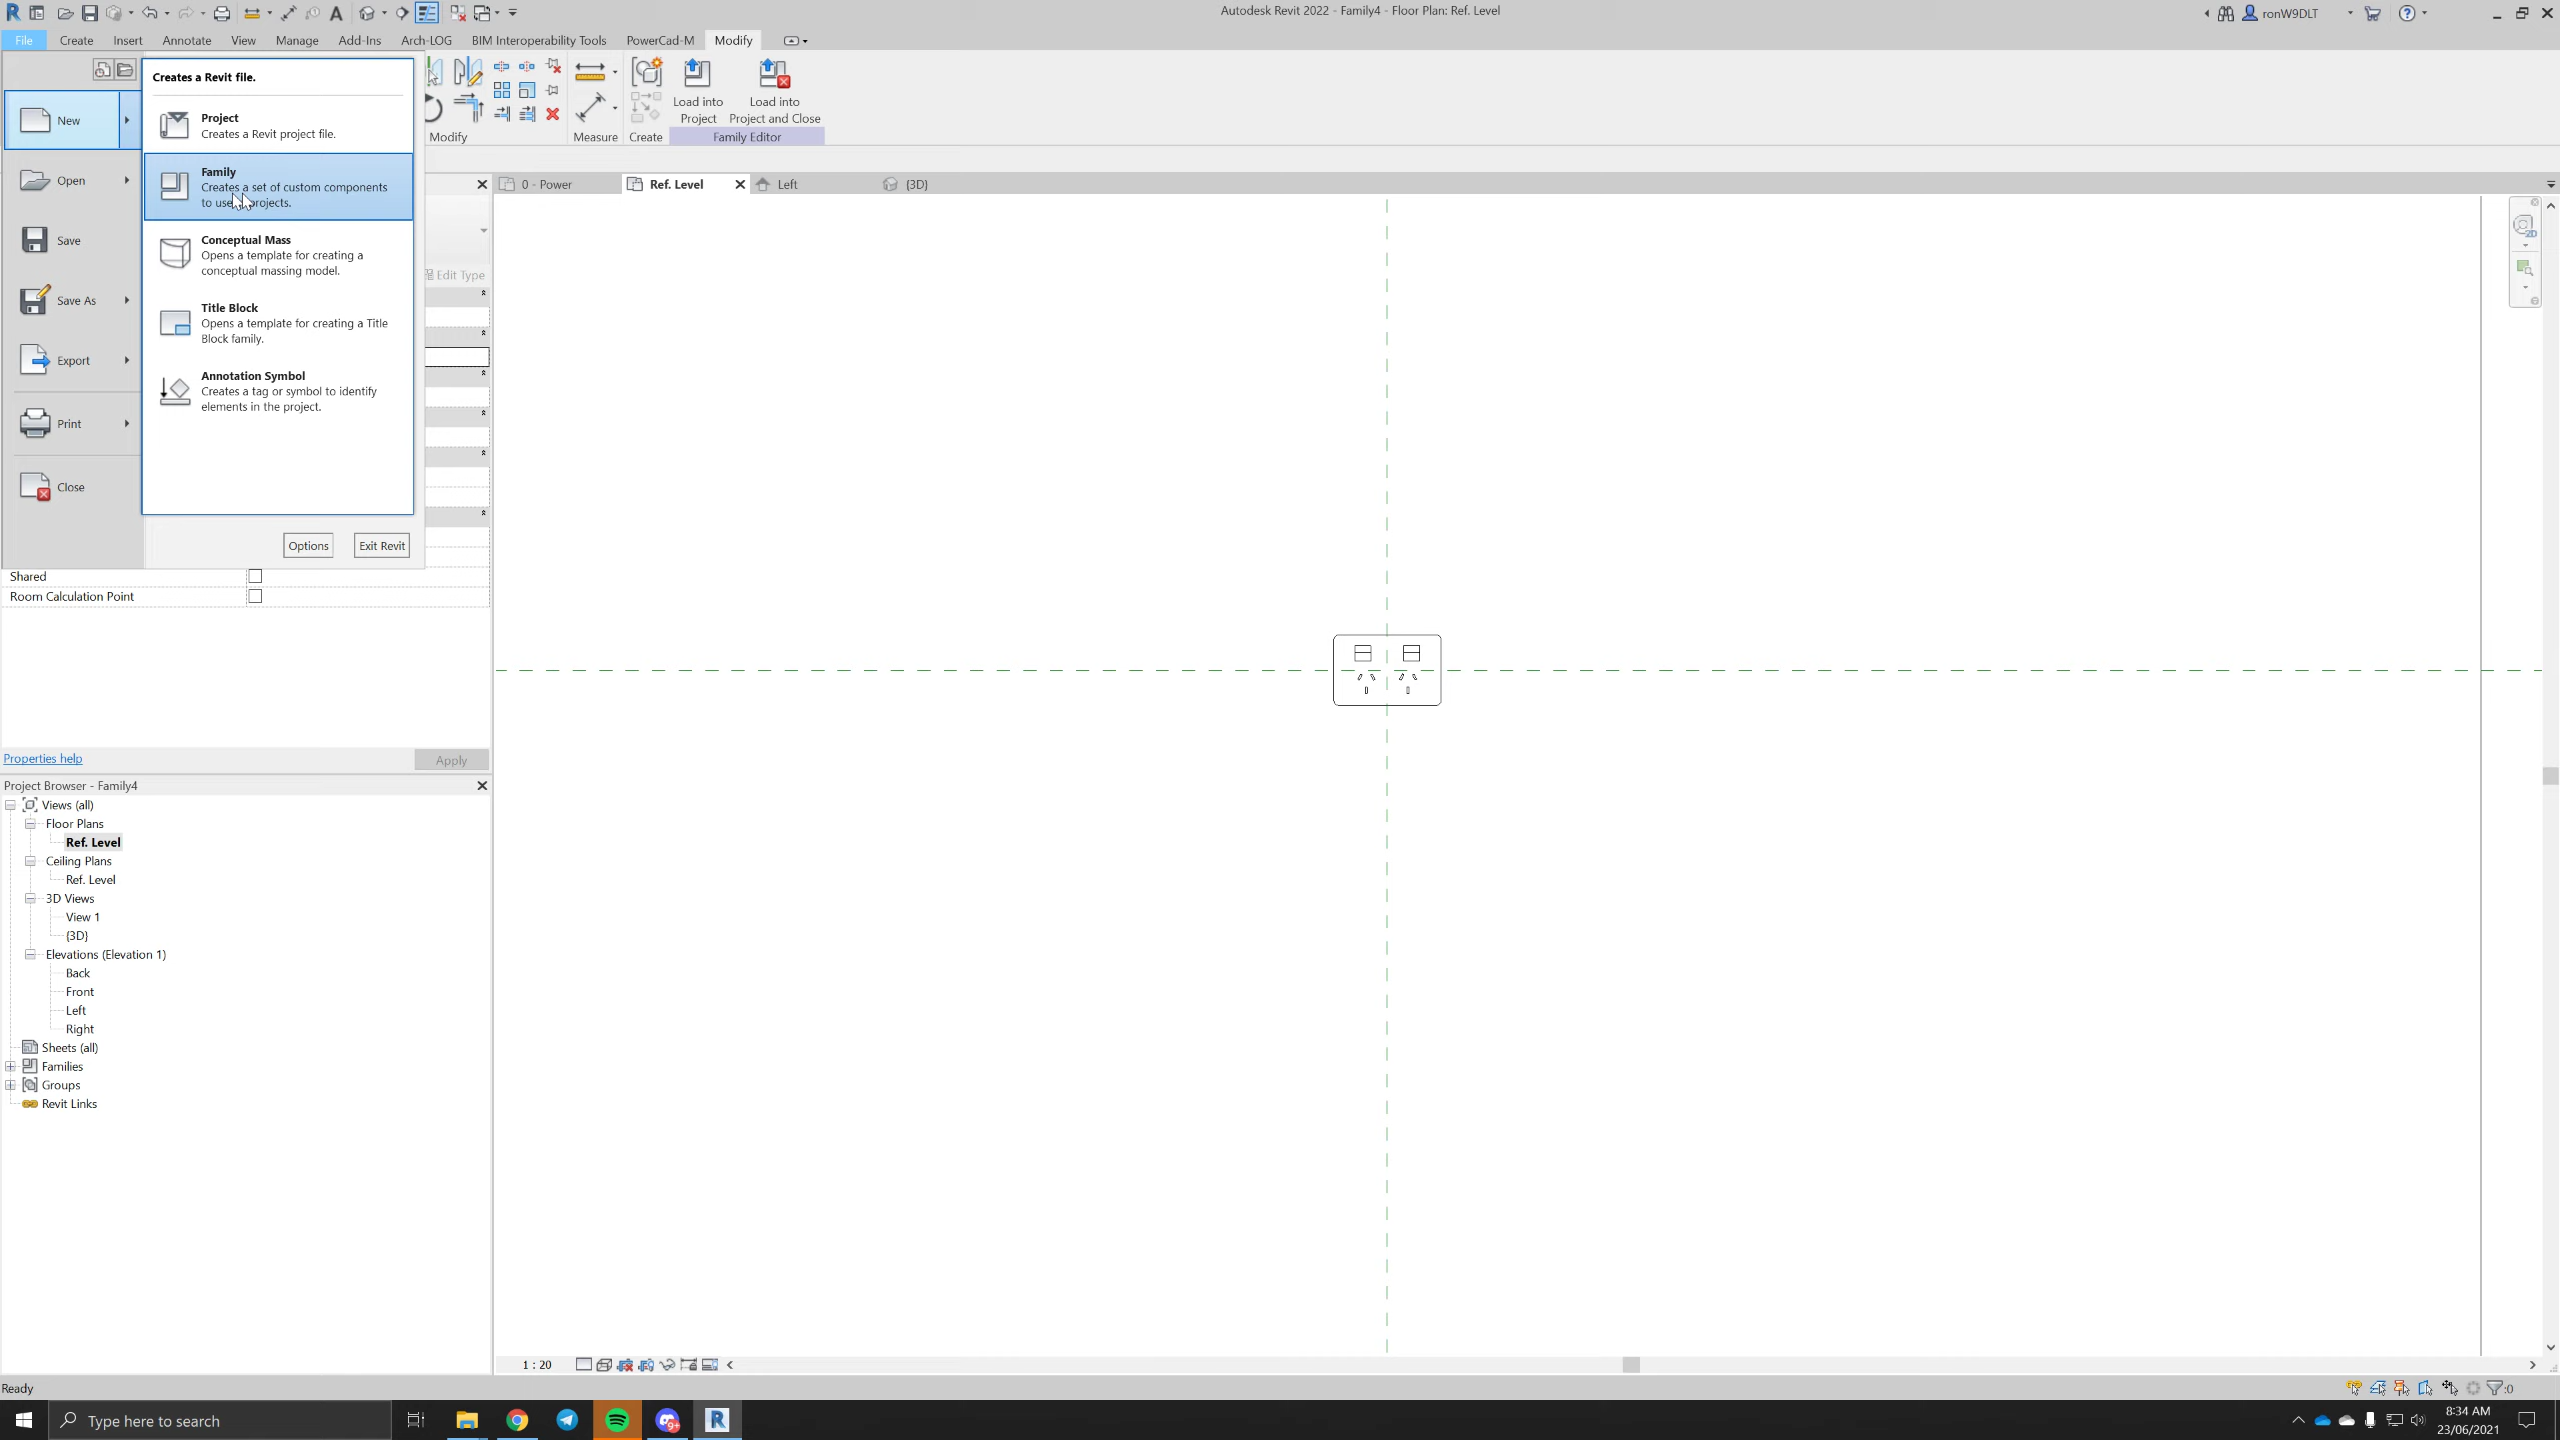 Autodesk Revit 2022 - Family4 - Floor Plan: Ref. Level
ronW9DLT
File Create Insert Annotate View Manage Add-Ins Arch-LOG BIM Interoperability Tools PowerCad-M Modify
Creates a Revit file.
New
Project
Creates a Revit project file.
Family
Creates a set of custom components
to use projects.
Conceptual Mass
Opens a template for creating a
conceptual massing model.
Title Block
Opens a template for creating a Title
Block family.
Annotation Symbol
Creates a tag or symbol to identify
elements in the project.
Open
Save
Save As
Export
Print
Close
Options Exit Revit
Load into
Project
Load into
Project and Close
Modify Measure Create Family Editor
0 - Power Ref. Level Left {3D}
Edit Type
Shared
Room Calculation Point
Properties help Apply
Project Browser - Family4
Views (all)
Floor Plans
Ref. Level
Ceiling Plans
Ref. Level
3D Views
View 1
{3D}
Elevations (Elevation 1)
Back
Front
Left
Right
Sheets (all)
Families
Groups
Revit Links
2D
1 : 20
Ready
:0
Type here to search
9+
8:34 AM
23/06/2021